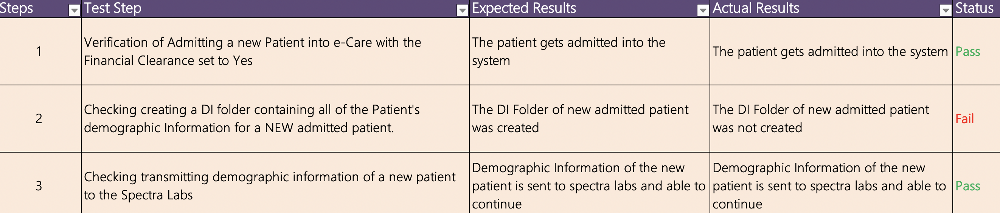 Steps Test Step Expected Results Actual Results Status
1
Verification of Admitting a new Patient into e-Care with the
Financial Clearance set to Yes
The patient gets admitted into the
system
The patient gets admitted into the system
Pass
2
Checking creating a DI folder containing all of the Patient's
demographic Information for a NEW admitted patient.
The DI Folder of new admitted patient
was created
The DI Folder of new admitted patient
was not created
Fail
3
Checking transmitting demographic information of a new patient
to the Spectra Labs
Demographic Information of the new
patient is sent to spectra labs and able to
continue
Demographic Information of the new
patient is sent to spectra labs and able to
continue
Pass